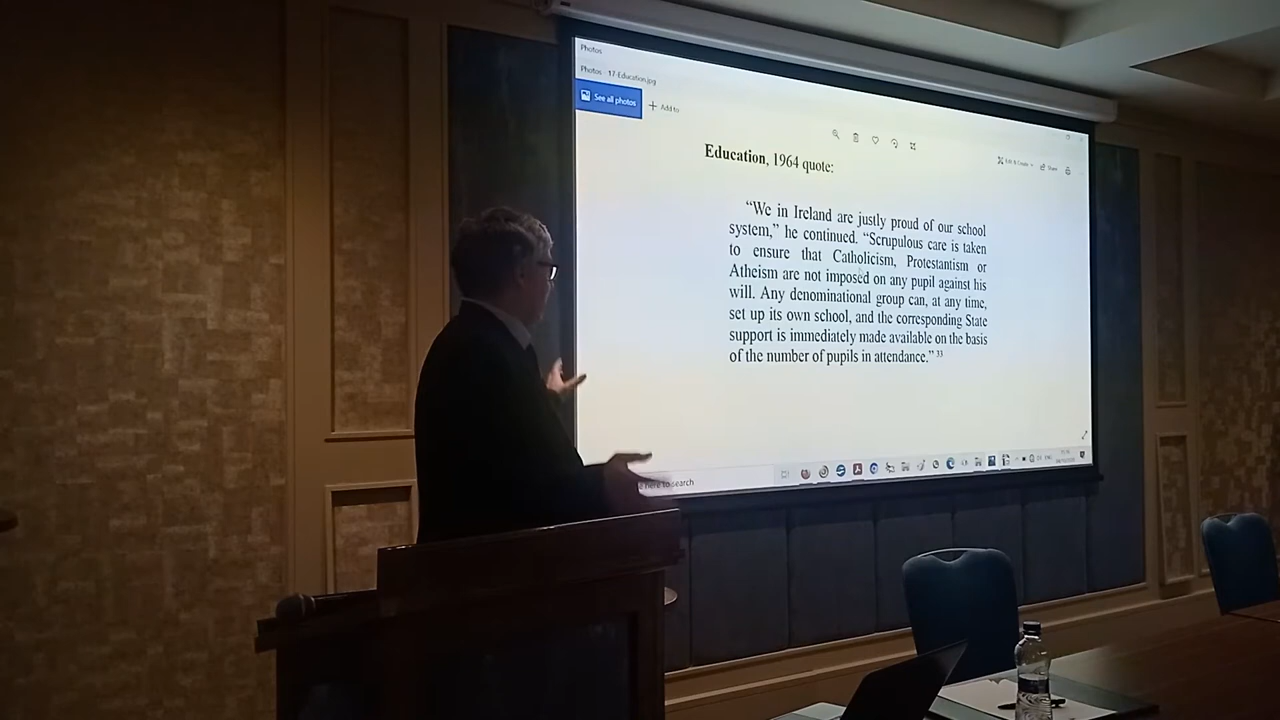 Photos
Photos - 17-Education.jpg
See all photos
Add to
Edit & Create
Share
Education, 1964 quote:
“We in Ireland are justly proud of our school
system,” he continued. “Scrupulous care is taken
to ensure that Catholicism, Protestantism or
Atheism are not imposed on any pupil against his
will. Any denominational group can, at any time,
set up its own school, and the corresponding State
support is immediately made available on the basis
of the number of pupils in attendance.” 33
here to search